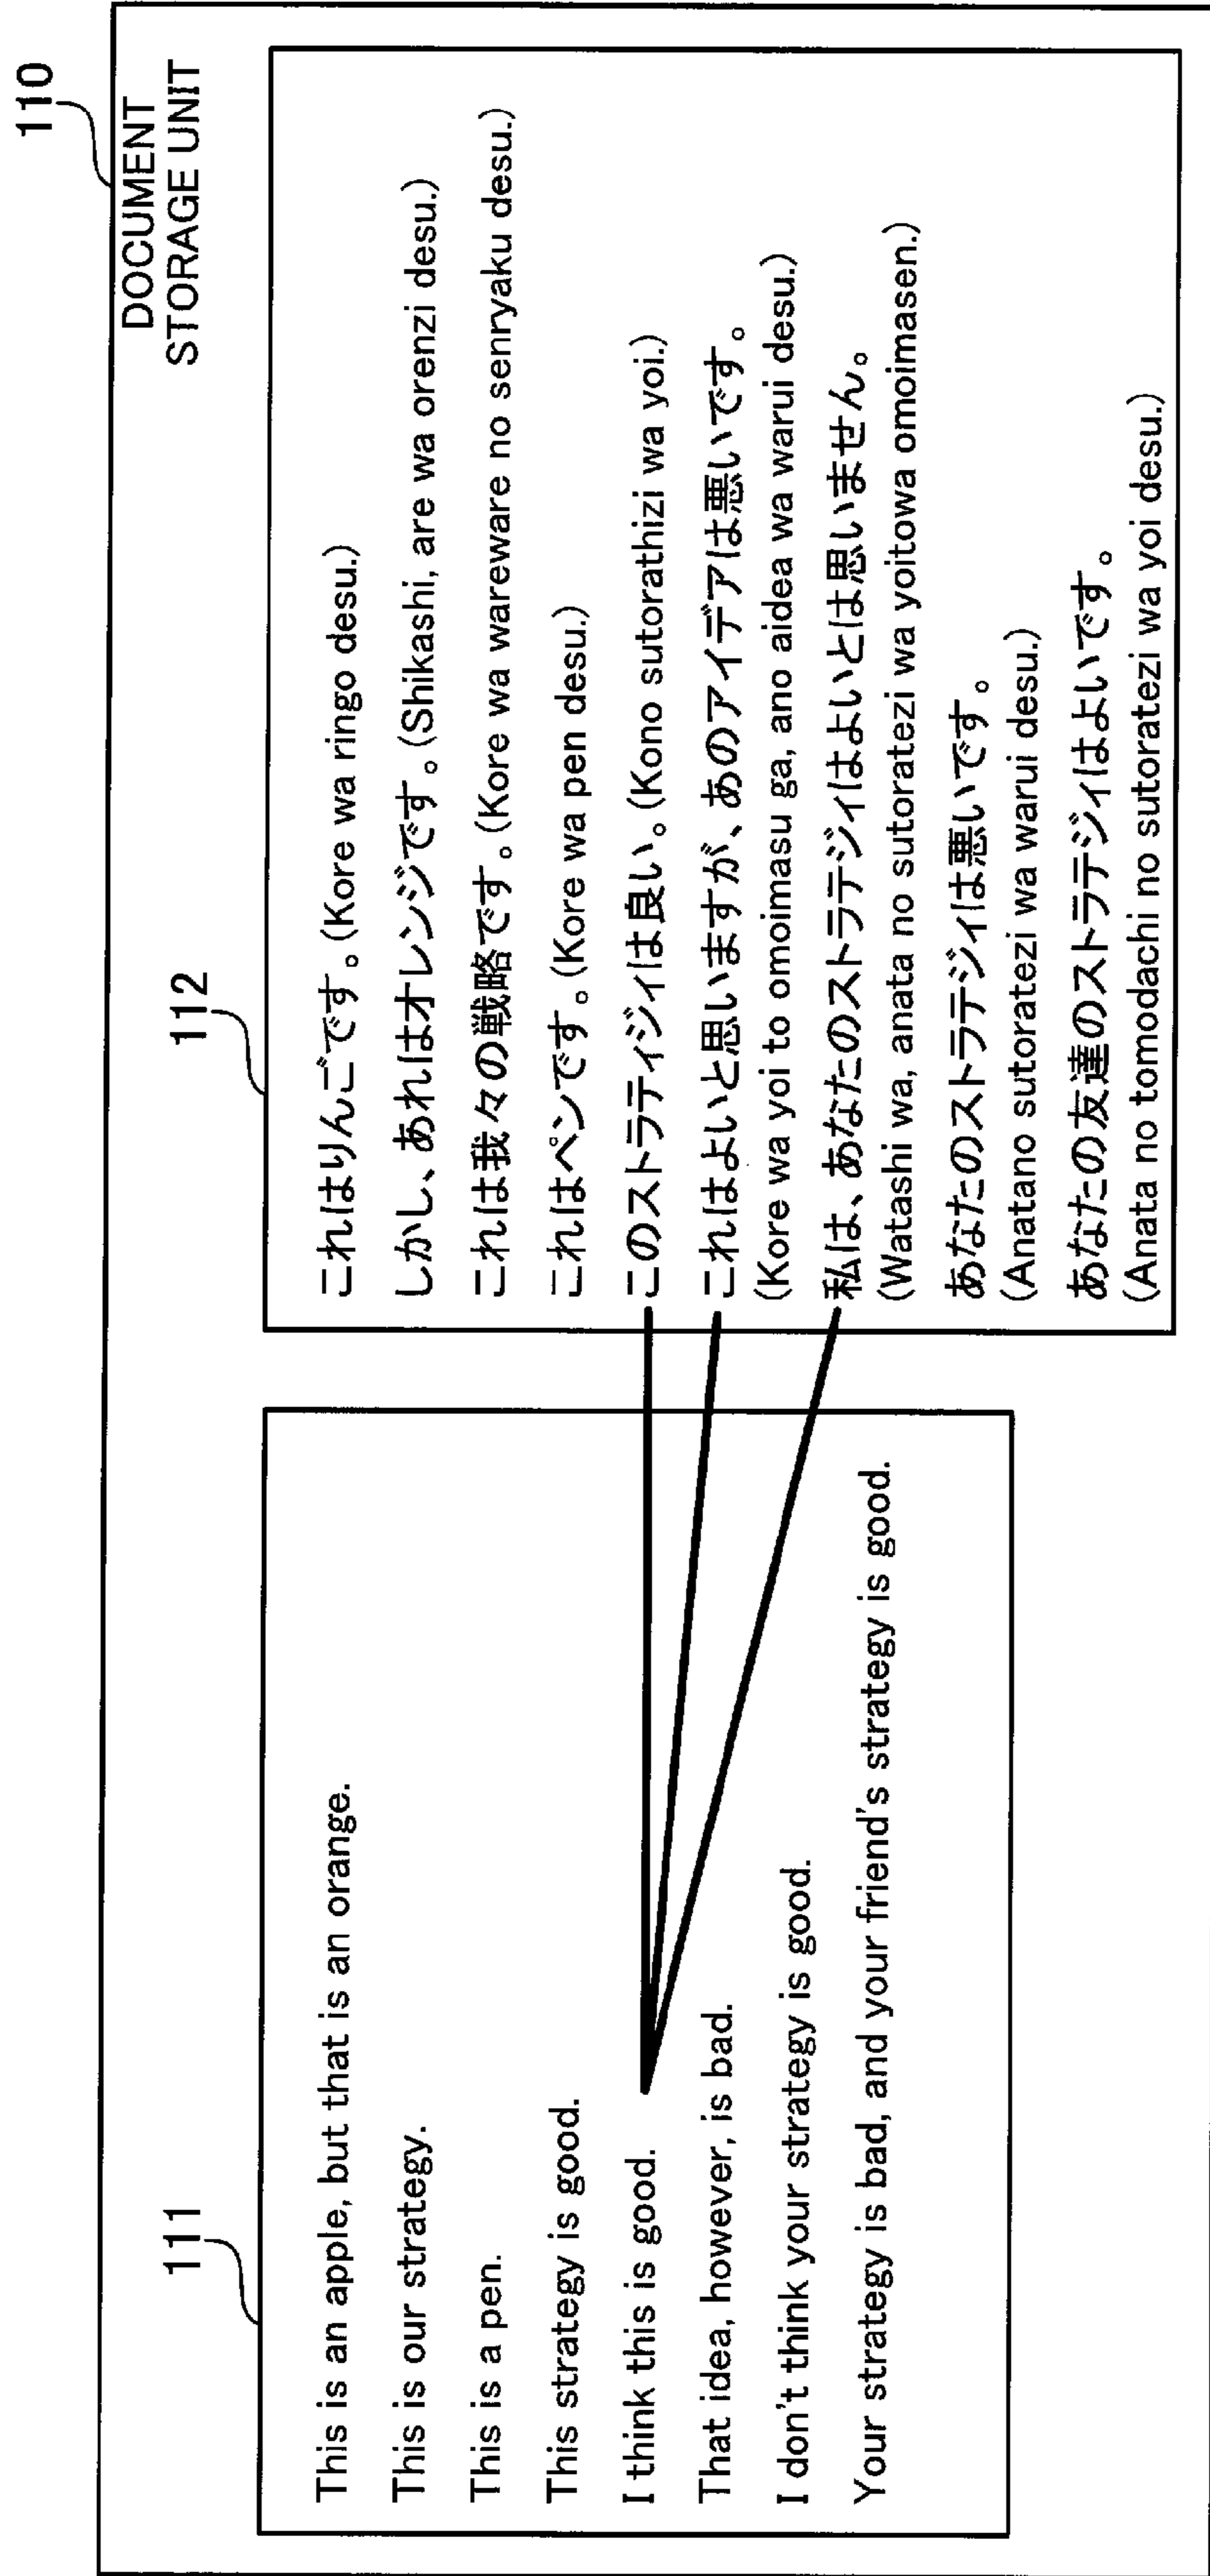 110
DOCUMENT
STORAGE UNIT
111
This is an apple, but that is an orange.
This is our strategy.
This is a pen.
This strategy is good.
I think this is good.
That idea, however, is bad.
I don't think your strategy is good.
Your strategy is bad, and your friend's strategy is good.
112
これはりんごです。(Kore wa ringo desu.)
しかし、あれはオレンジです。(Shikashi, are wa orenzi desu.)
これは我々の戦略です。(Kore wa wareware no senryaku desu.)
これはペンです。(Kore wa pen desu.)
このストラティジィは良い。(Kono sutorathizi wa yoi.)
これはよいと思いますが、あのアイデアは悪いです。
(Kore wa yoi to omoimasu ga, ano aidea wa warui desu.)
私は、あなたのストラテジィはよいとは思いません。
(Watashi wa, anata no sutoratezi wa yoitowa omoimasen.)
あなたのストラテジィは悪いです。
(Anatano sutoratezi wa warui desu.)
あなたの友達のストラテジィはよいです。
(Anata no tomodachi no sutoratezi wa yoi desu.)